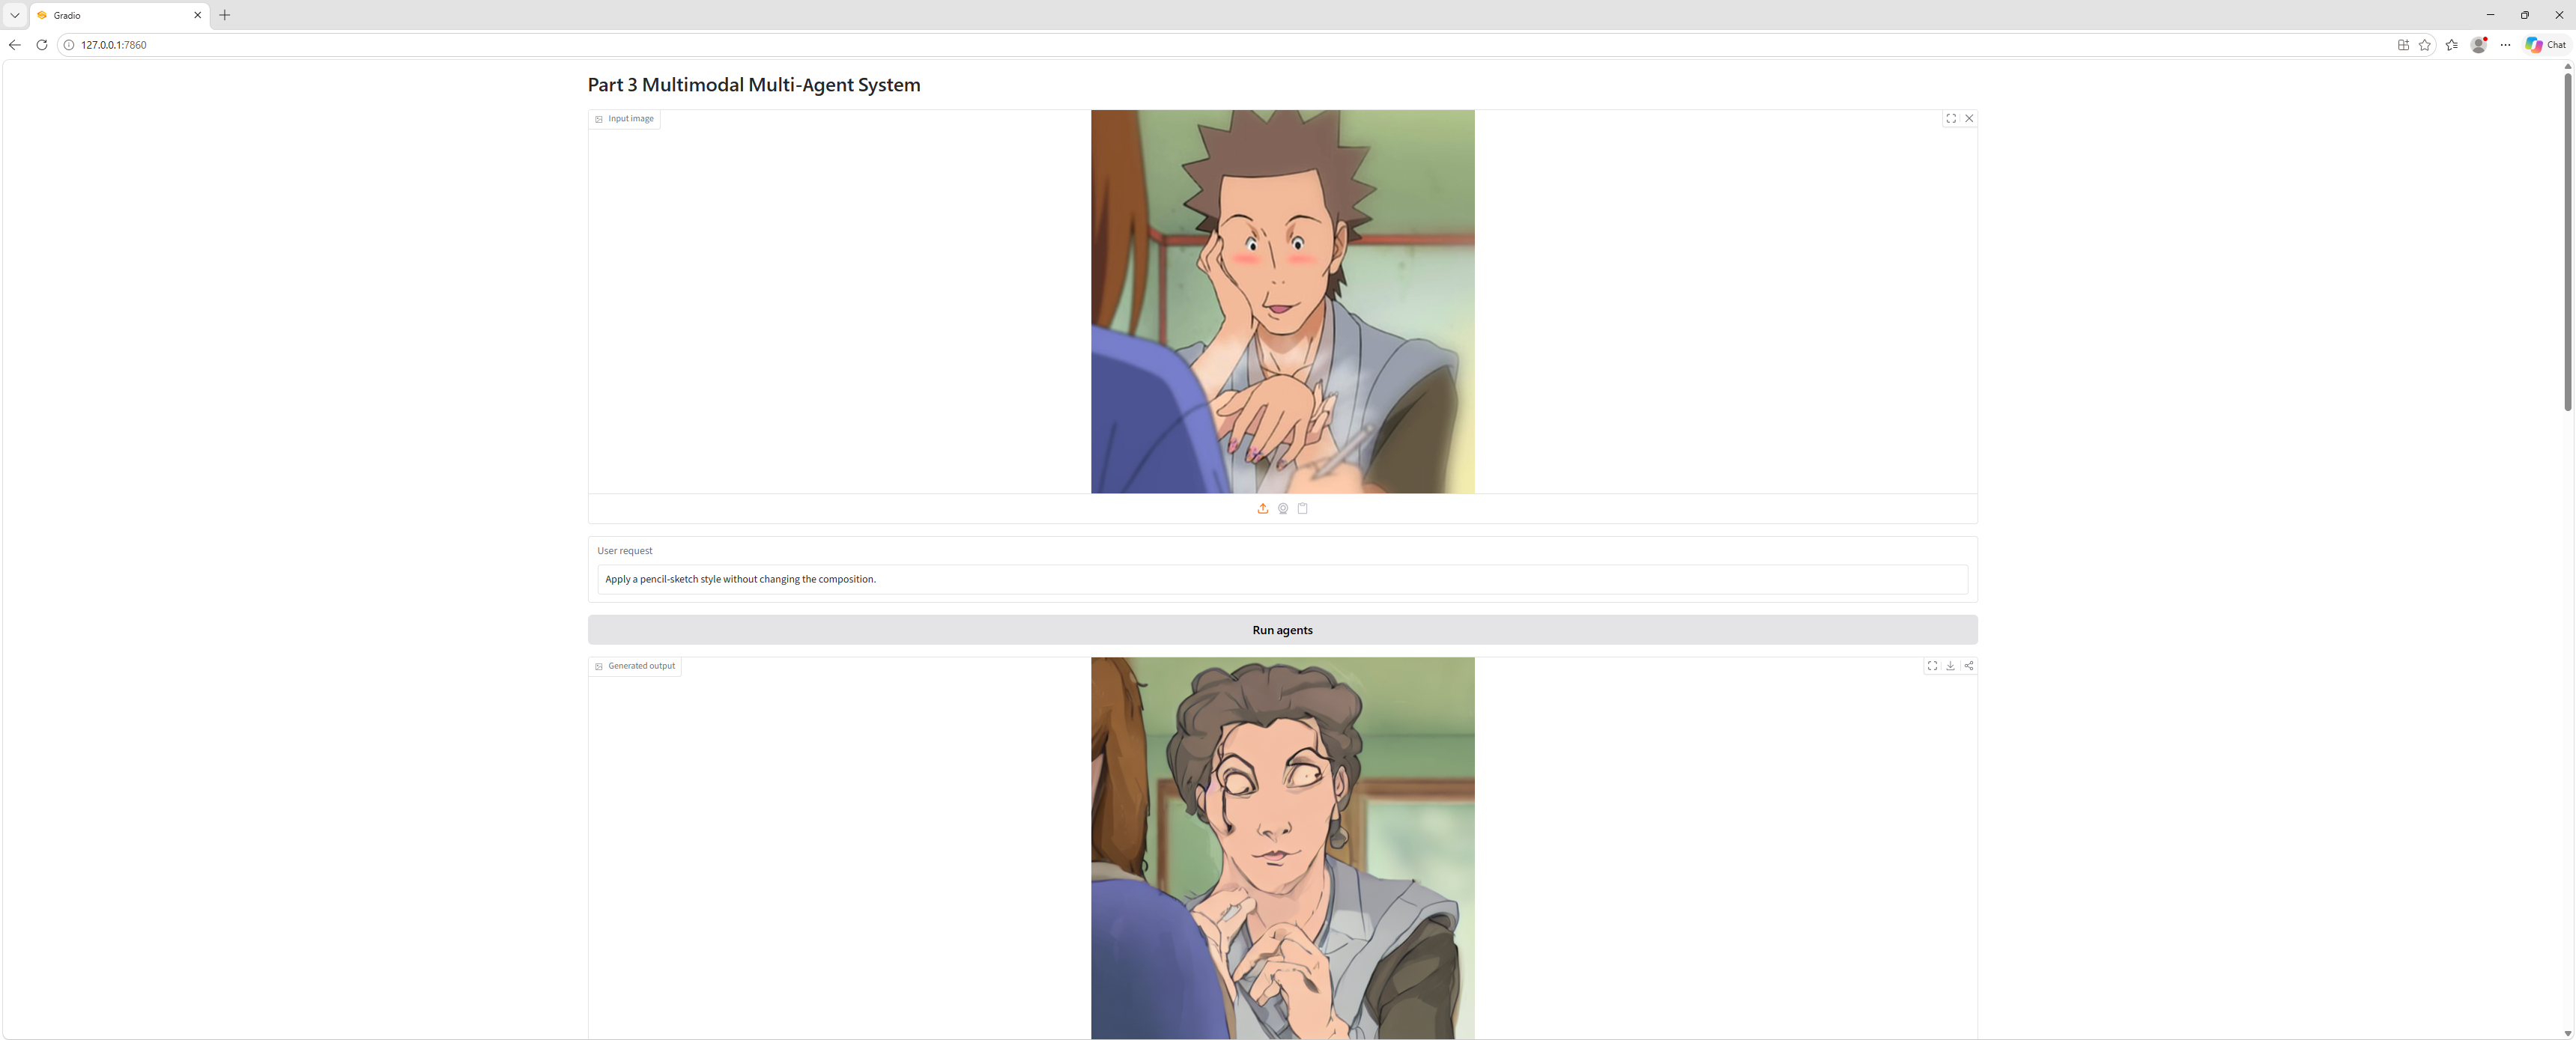 Gradio
127.0.0.1:7860
Chat
Part 3 Multimodal Multi-Agent System
Input image
User request
Apply a pencil-sketch style without changing the composition.
Run agents
Generated output